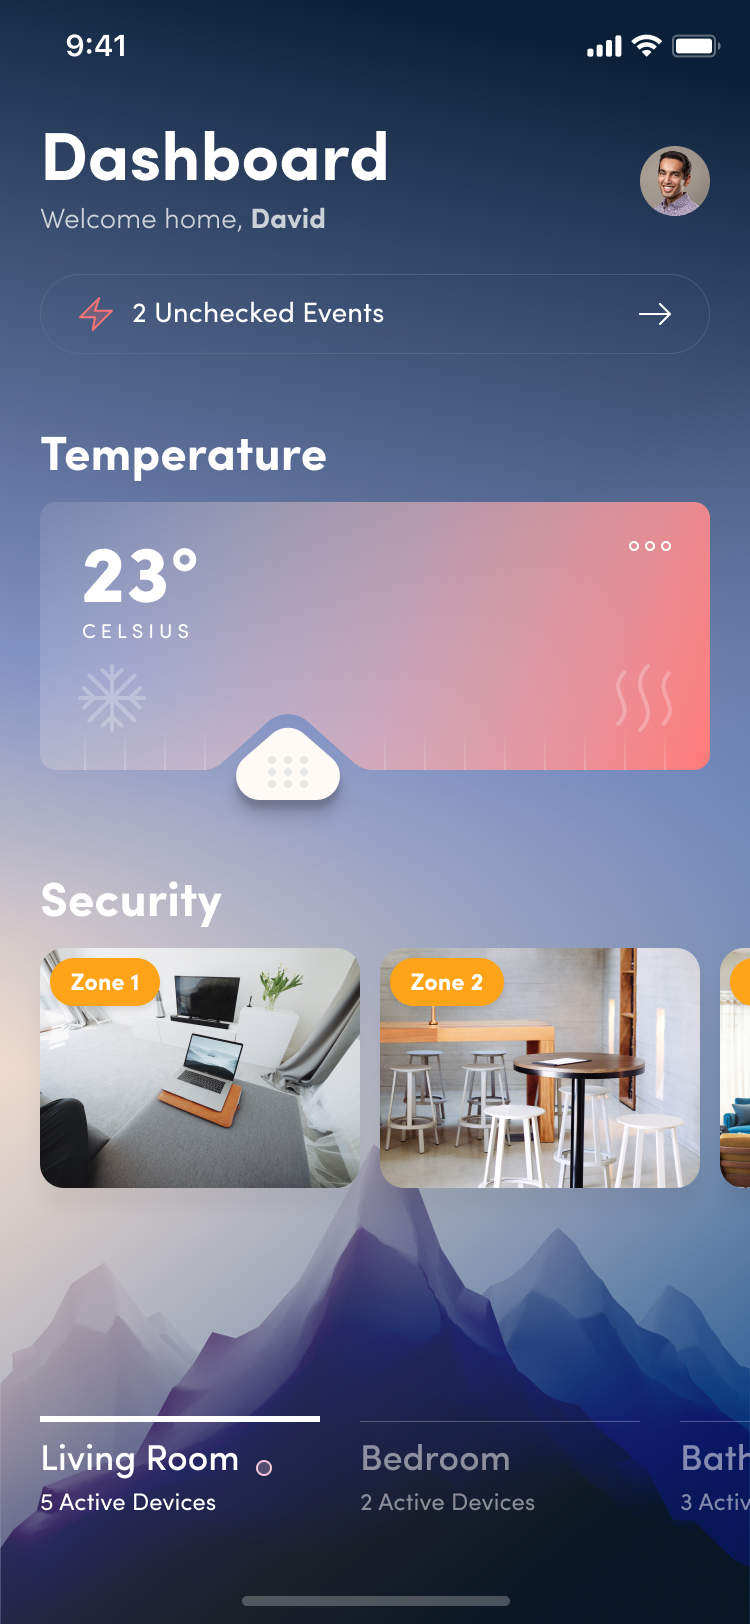 9:41
Dashboard
Welcome home, David
2 Unchecked Events
Temperature
23°
CELSIUS
Security
Zone 1
Zone 2
Living Room
5 Active Devices
Bedroom
2 Active Devices
Bath
3 Activ